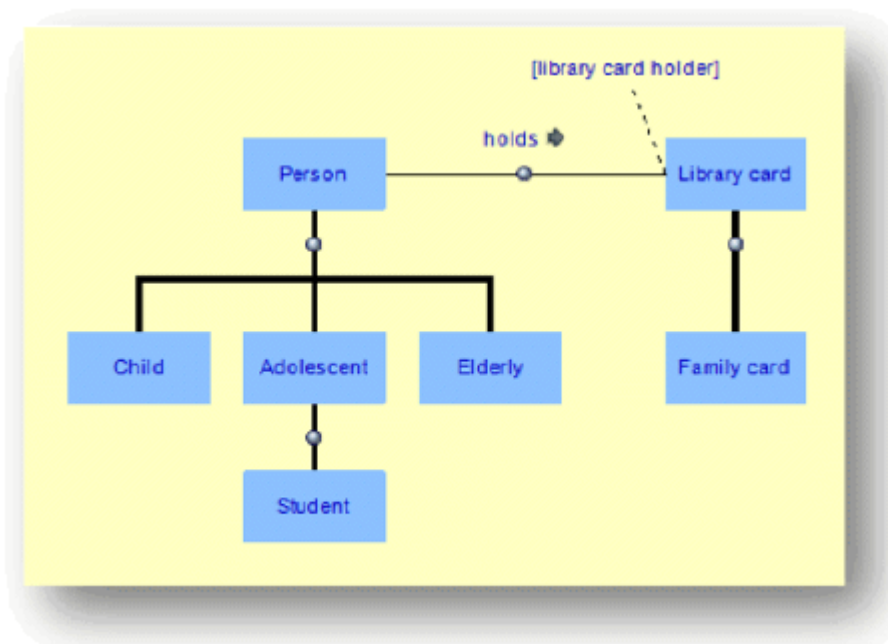 [library card holder]
holds
Person
Library card
Child
Adolescent
Elderly
Family card
Student